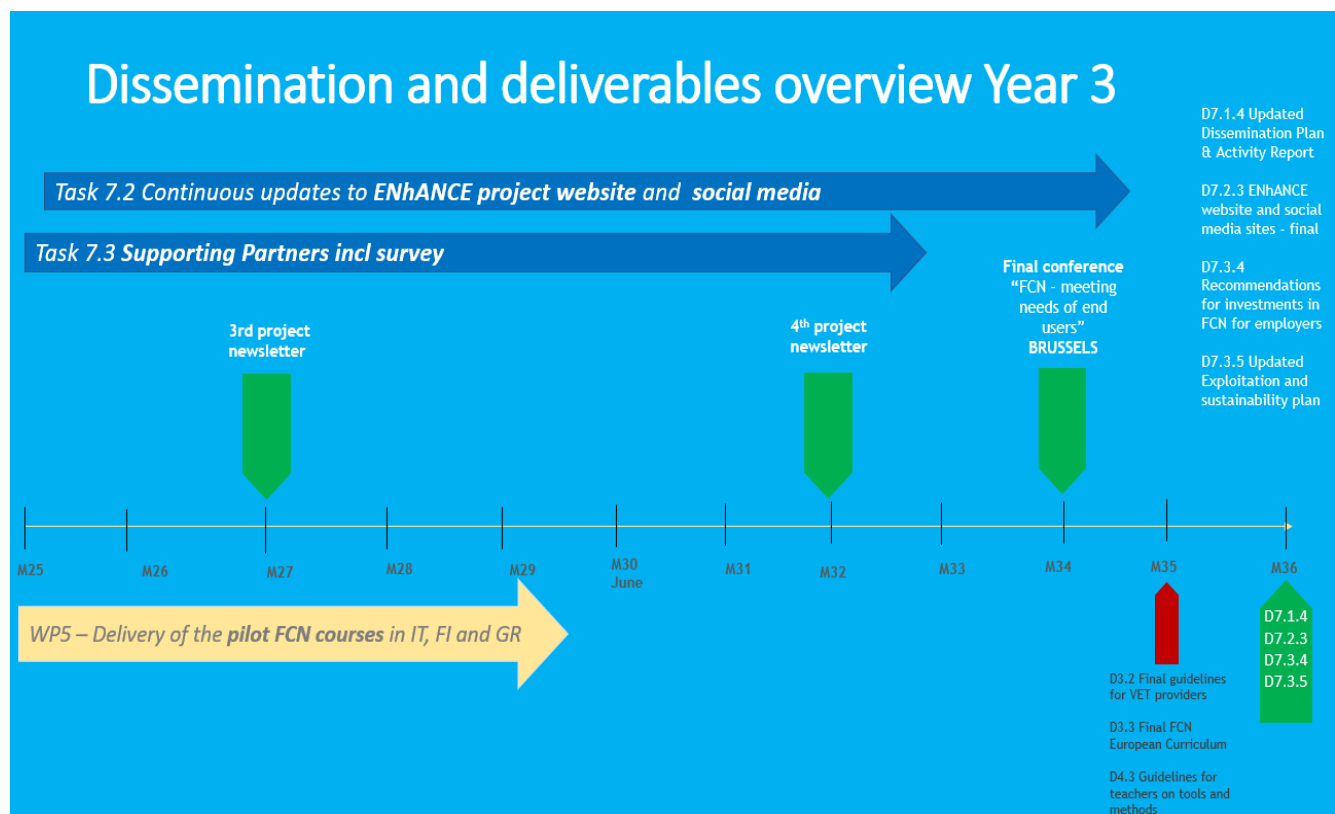 Dissemination and deliverables overview Year 3
D7.1.4 Updated
Dissemination Plan
& Activity Report
D7.2.3 ENhANCE
website and social
media sites - final
D7.3.4
Recommendations
for investments in
FCN for employers
D7.3.5 Updated
Exploitation and
sustainability plan
Task 7.2 Continuous updates to ENhANCE project website and social media
Task 7.3 Supporting Partners incl survey
3rd project
newsletter
4th project
newsletter
Final conference
“FCN - meeting
needs of end
users”
BRUSSELS
M25
M26
M27
M28
M29
M30
June
M31
M32
M33
M34
M35
M36
WP5 – Delivery of the pilot FCN courses in IT, FI and GR
D3.2 Final guidelines
for VET providers
D3.3 Final FCN
European Curriculum
D4.3 Guidelines for
teachers on tools and
methods
D7.1.4
D7.2.3
D7.3.4
D7.3.5